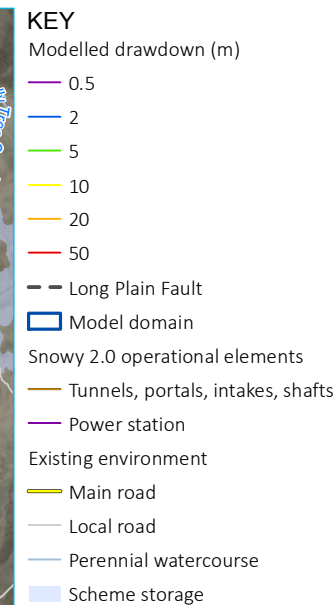 KEY
Modelled drawdown (m)
0.5
2
5
10
20
50
Long Plain Fault
Model domain
Snowy 2.0 operational elements
Tunnels, portals, intakes, shafts
Power station
Existing environment
Main road
Local road
Perennial watercourse
Scheme storage